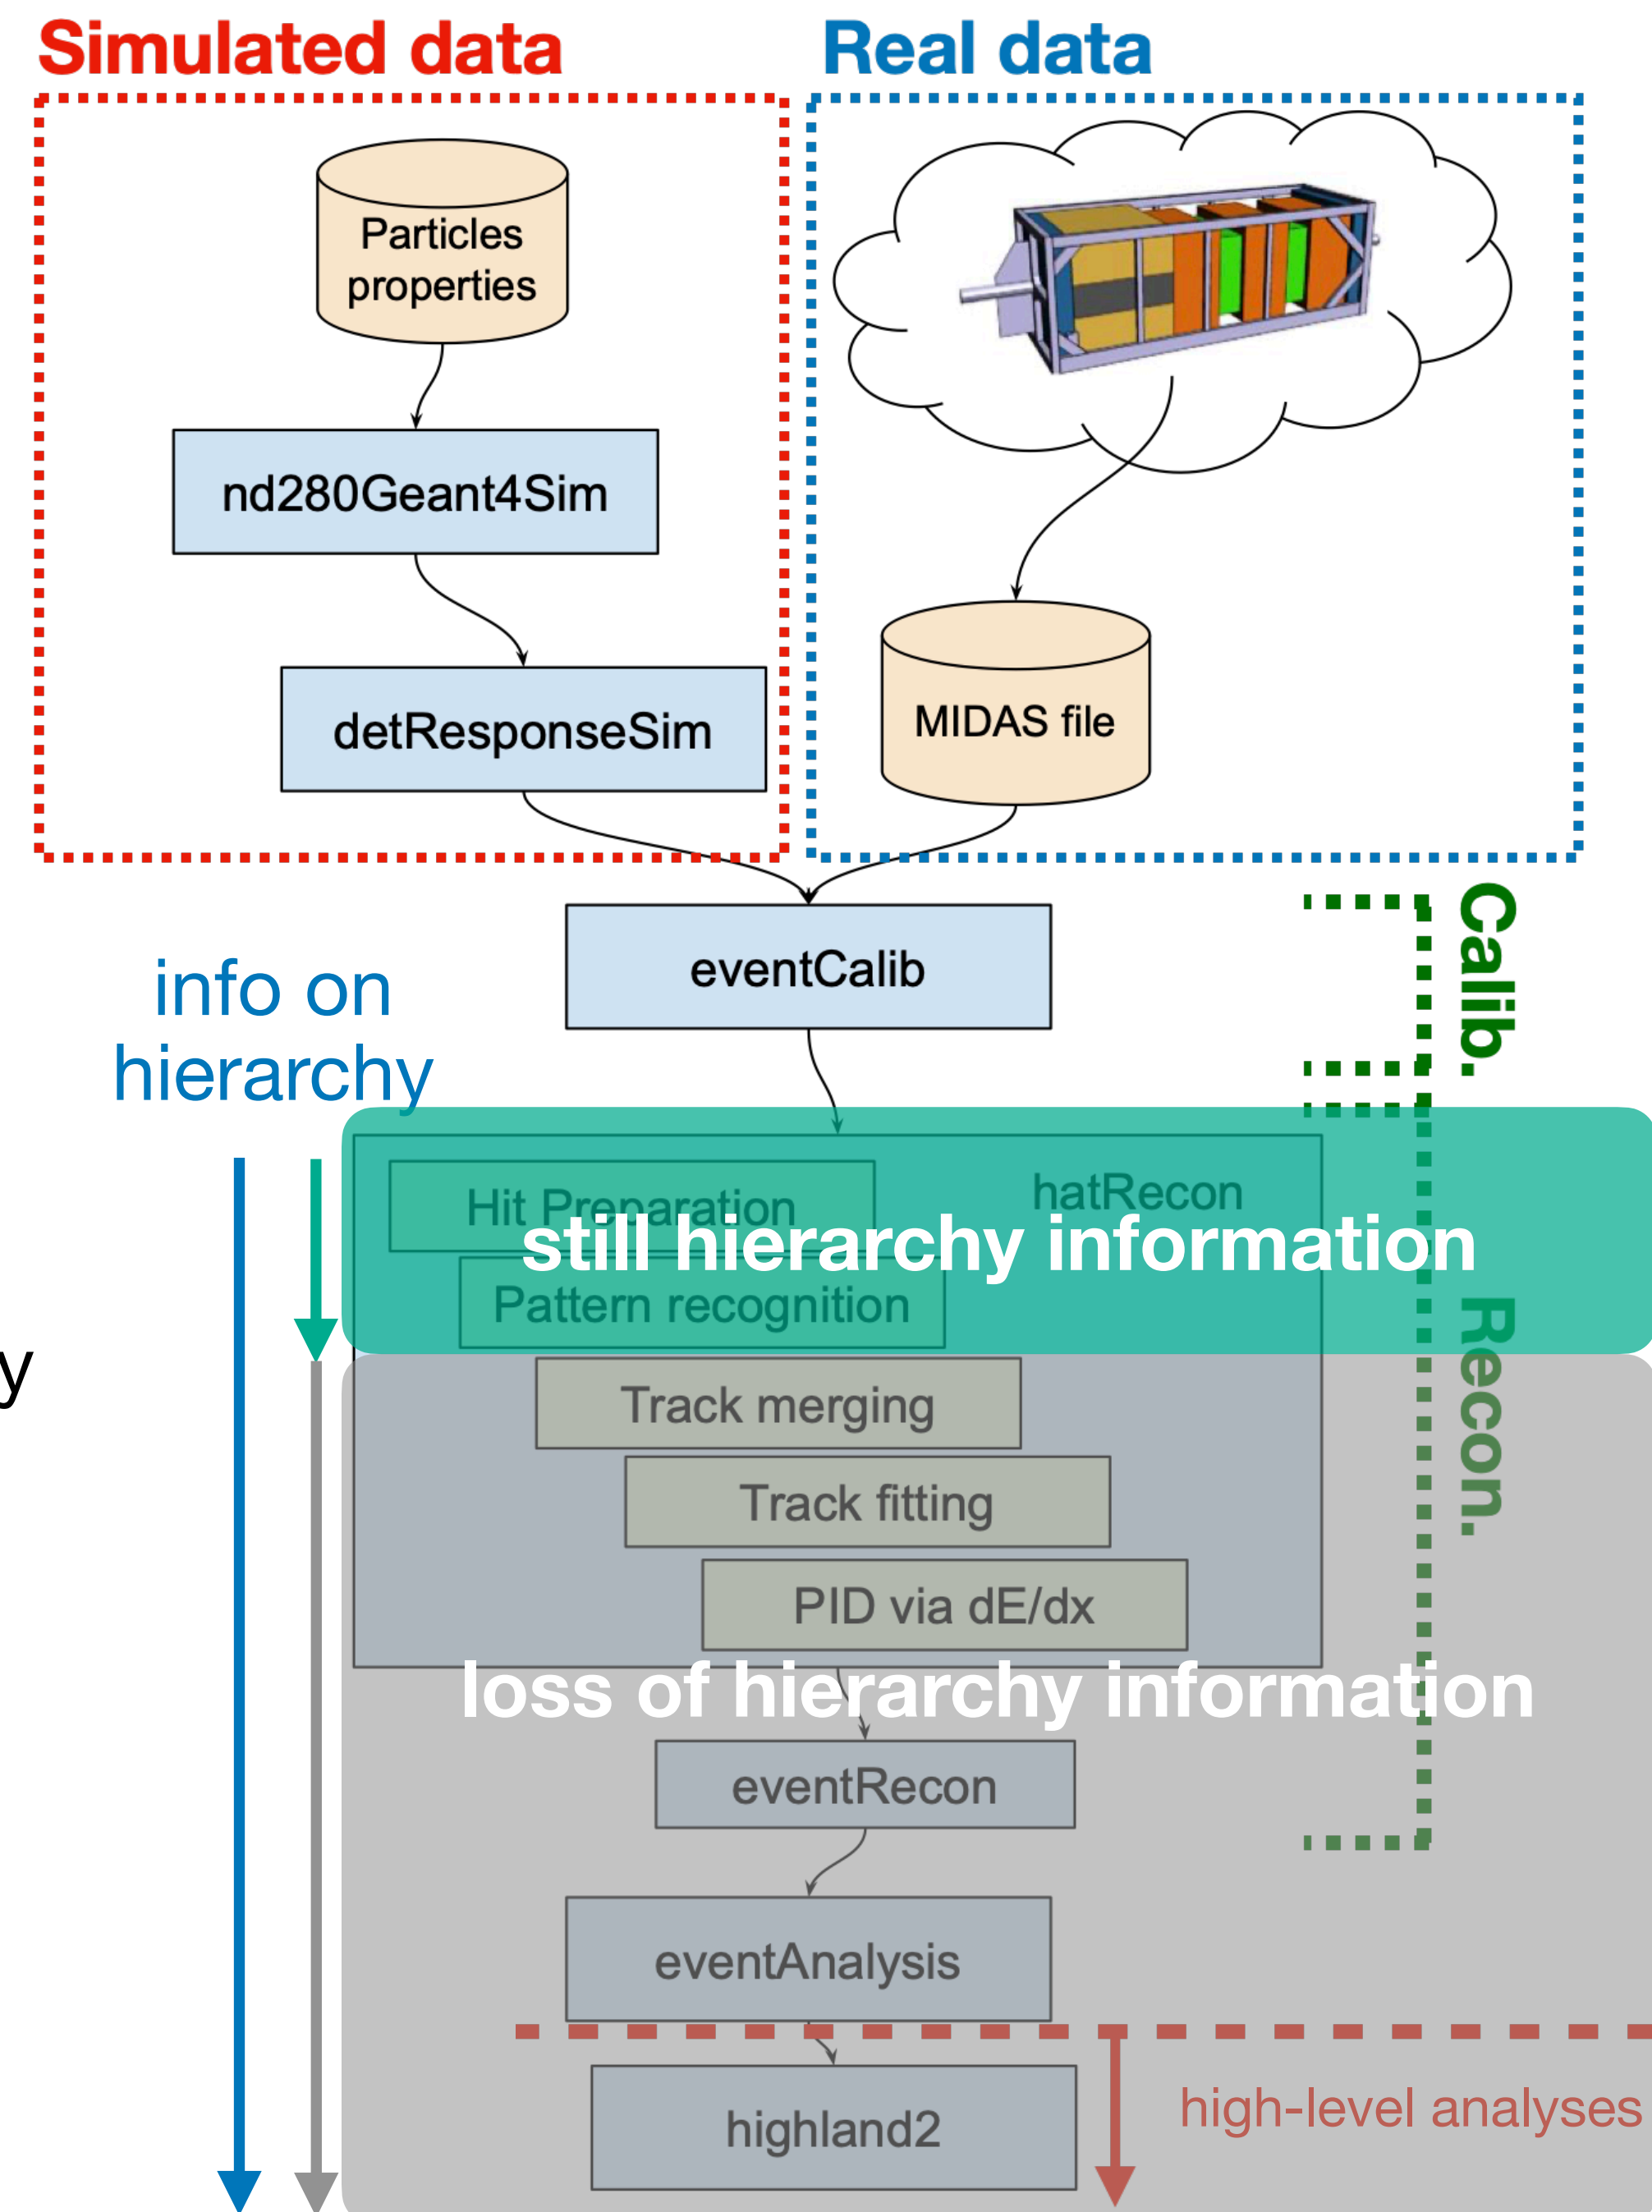 Simulated data
Real data
Particles
properties
nd280Geant4Sim
detResponseSim
MIDAS file
eventCalib
Calib.
info on
hierarchy
Hit Preparation
hatRecon
still hierarchy information
Pattern recognition
Recon.
y
Track merging
Track fitting
PID via dE/dx
loss of hierarchy information
eventRecon
eventAnalysis
high-level analyses
highland2